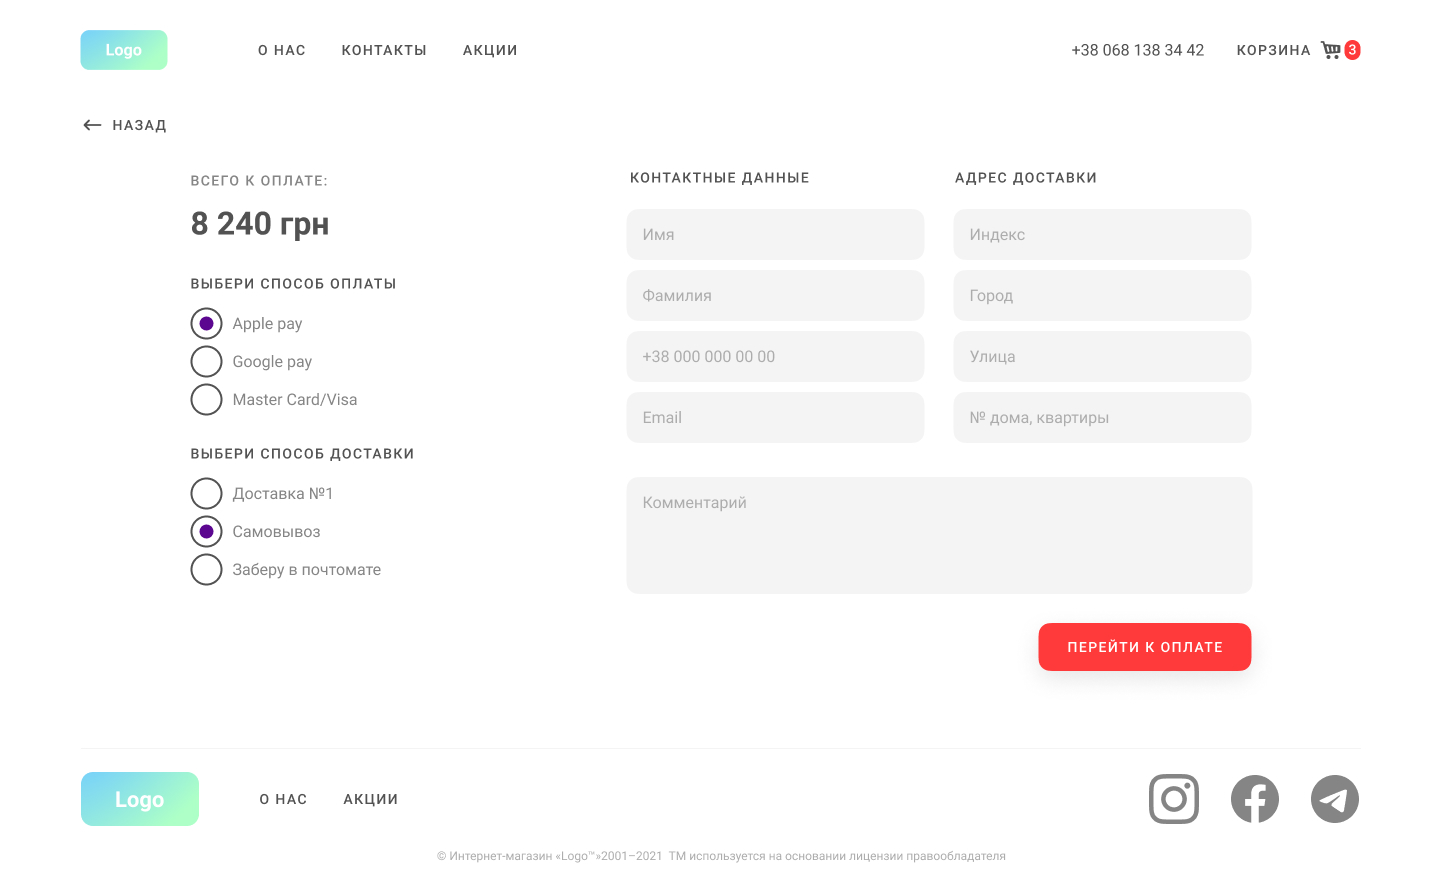 Logo
О НАС
КОНТАКТЫ
АКЦИИ
+38 068 138 34 42
КОРЗИНА
3
НАЗАД
ВСЕГО К ОПЛАТЕ:
8 240 грн
ВЫБЕРИ СПОСОБ ОПЛАТЫ
Apple pay
Google pay
Master Card/Visa
ВЫБЕРИ СПОСОБ ДОСТАВКИ
Доставка №1
Самовывоз
Заберу в почтомате
КОНТАКТНЫЕ ДАННЫЕ
Имя
Фамилия
+38 000 000 00 00
Email
АДРЕС ДОСТАВКИ
Индекс
Город
Улица
№ дома, квартиры
Комментарий
ПЕРЕЙТИ К ОПЛАТЕ
Logo
О НАС
АКЦИИ
© Интернет-магазин «Logo™»2001–2021 ТМ используется на основании лицензии правообладателя